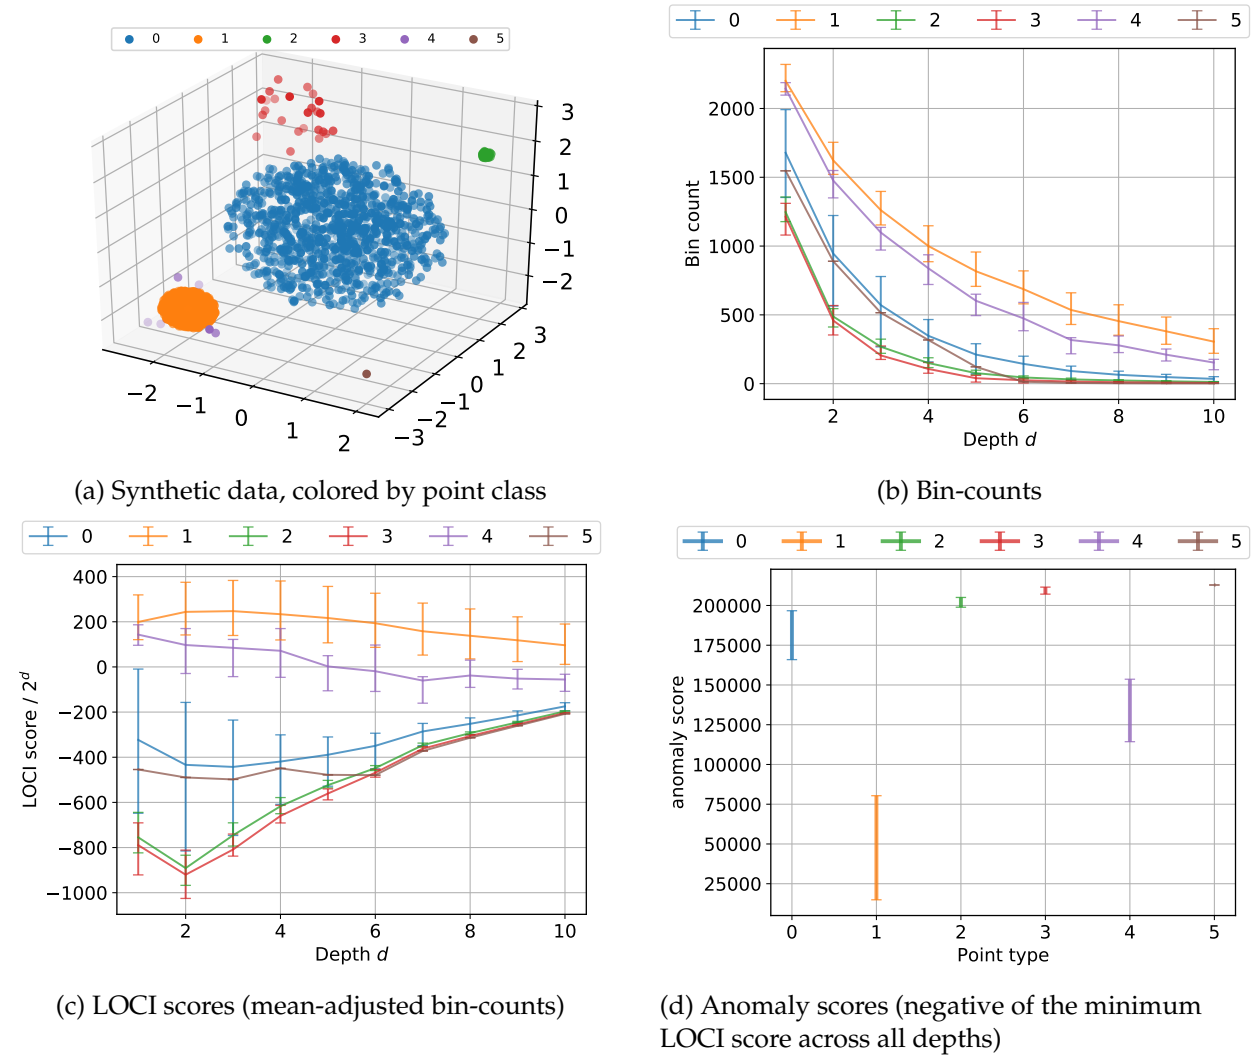 0 1 2 3 4 5
3
2
1
0
−1
−2
−2 −1 0 1 2
−3 −2 −1 0 1 2 3
(a) Synthetic data, colored by point class
0 1 2 3 4 5
2000
1500
1000
500
0
Bin count
2 4 6 8 10
Depth d
(b) Bin-counts
0 1 2 3 4 5
400
200
0
−200
−400
−600
−800
−1000
LOCI score / 2^d
2 4 6 8 10
Depth d
(c) LOCI scores (mean-adjusted bin-counts)
0 1 2 3 4 5
200000
175000
150000
125000
100000
75000
50000
25000
anomaly score
0 1 2 3 4 5
Point type
(d) Anomaly scores (negative of the minimum
LOCI score across all depths)